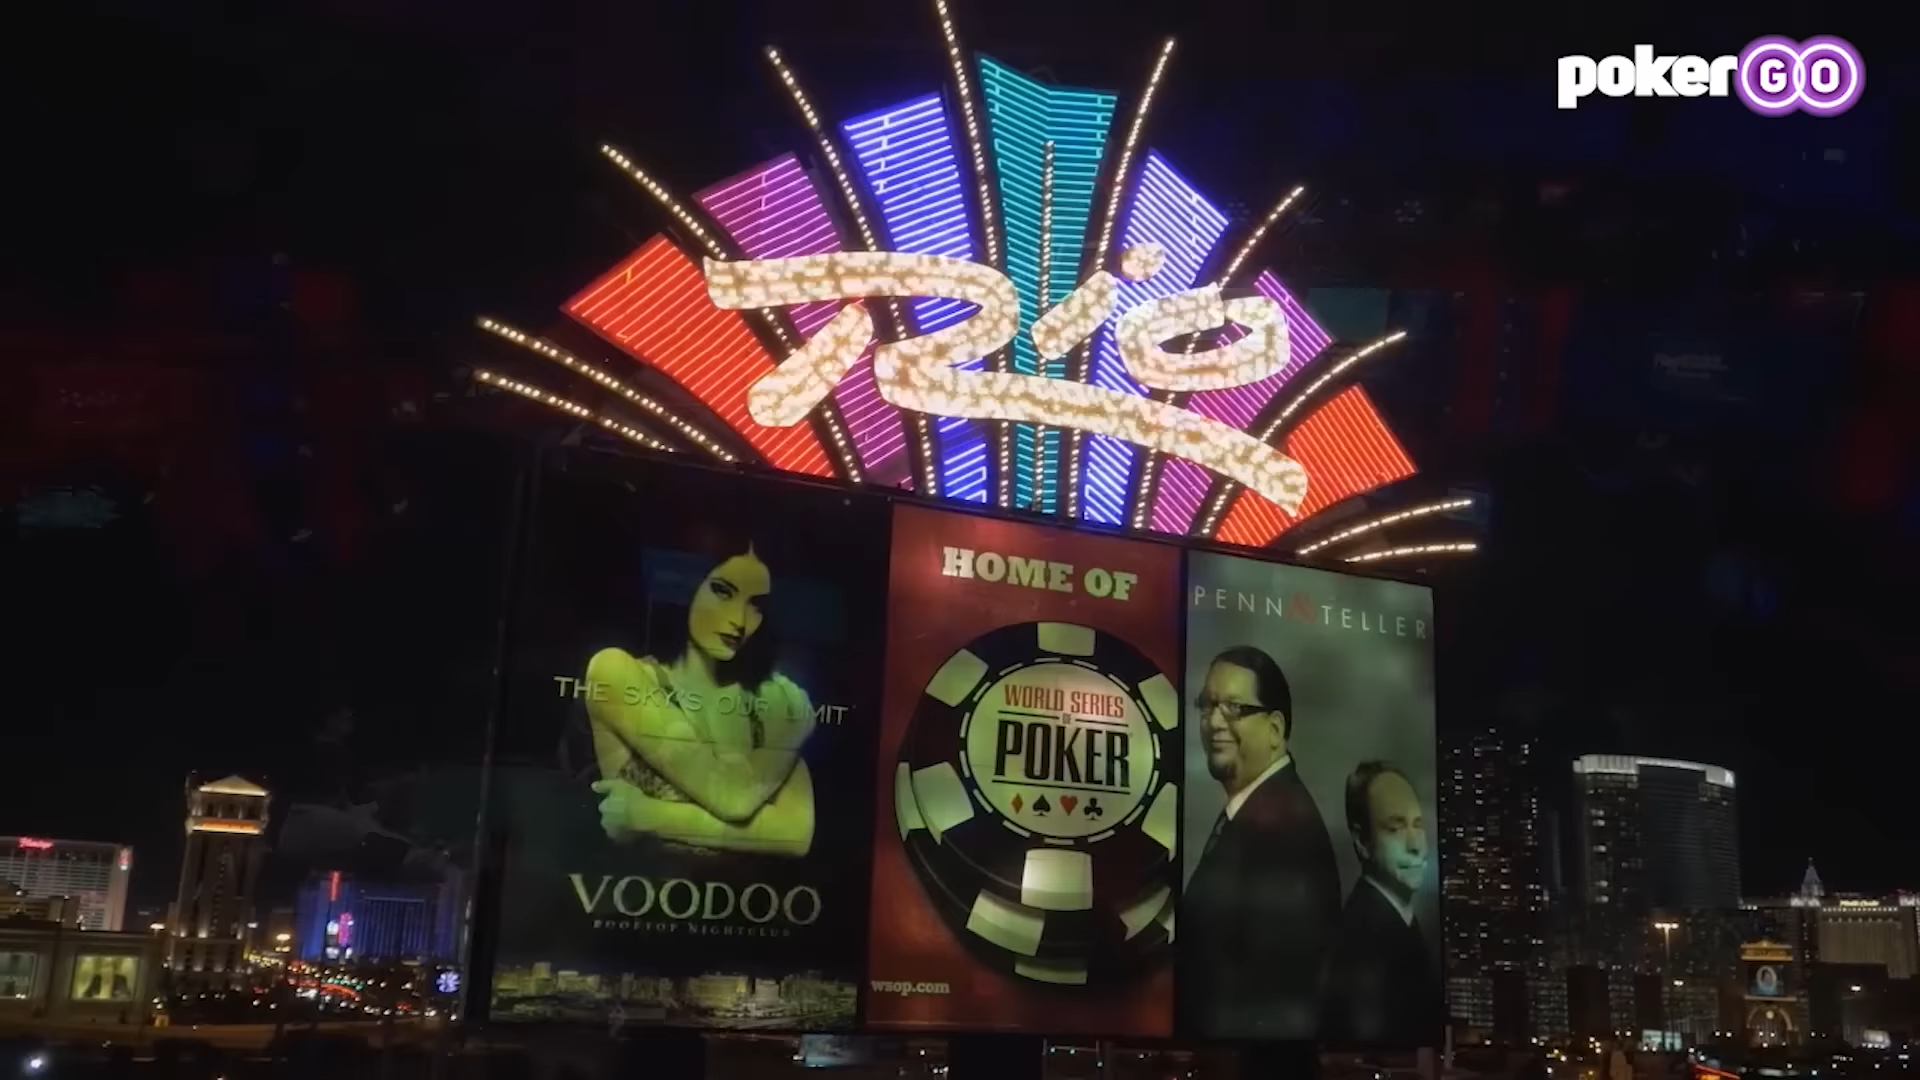 pokerGO
Rio
HOME OF
PENN & TELLER
THE SKY'S OUR LIMIT
WORLD SERIES
OF
POKER
VOODOO
ROOFTOP NIGHTCLUB
wsop.com
Flamingo